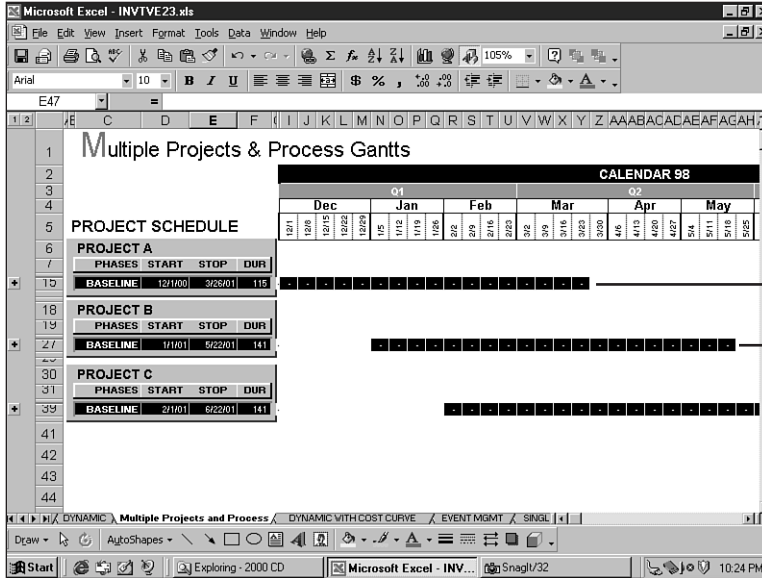 Microsoft Excel - INVTVE23.xls
File Edit View Insert Format Tools Data Window Help
105%
Arial 10 B I U $ % ,
E47 =
1 2 C D E F I J K L M N O P Q R S T U V W X Y Z AA AB AC AD AE AF AG AH
1 Multiple Projects & Process Gantts
2 CALENDAR 98
3 Q1 Q2
4 Dec Jan Feb Mar Apr May
5 PROJECT SCHEDULE 12/1 12/8 12/15 12/22 12/29 1/5 1/12 1/19 1/26 2/2 2/9 2/16 2/23 3/2 3/9 3/16 3/23 3/30 4/6 4/13 4/20 4/27 5/4 5/11 5/18 5/25
6 PROJECT A
7 PHASES START STOP DUR
15 BASELINE 12/1/00 3/26/01 115
18 PROJECT B
19 PHASES START STOP DUR
27 BASELINE 1/1/01 5/22/01 141
30 PROJECT C
31 PHASES START STOP DUR
39 BASELINE 2/1/01 6/22/01 141
41
42
43
44
DYNAMIC Multiple Projects and Process DYNAMIC WITH COST CURVE EVENT MGMT SINGL
Draw AutoShapes
Start Exploring - 2000 CD Microsoft Excel - INV... SnagIt/32 10:24 PM